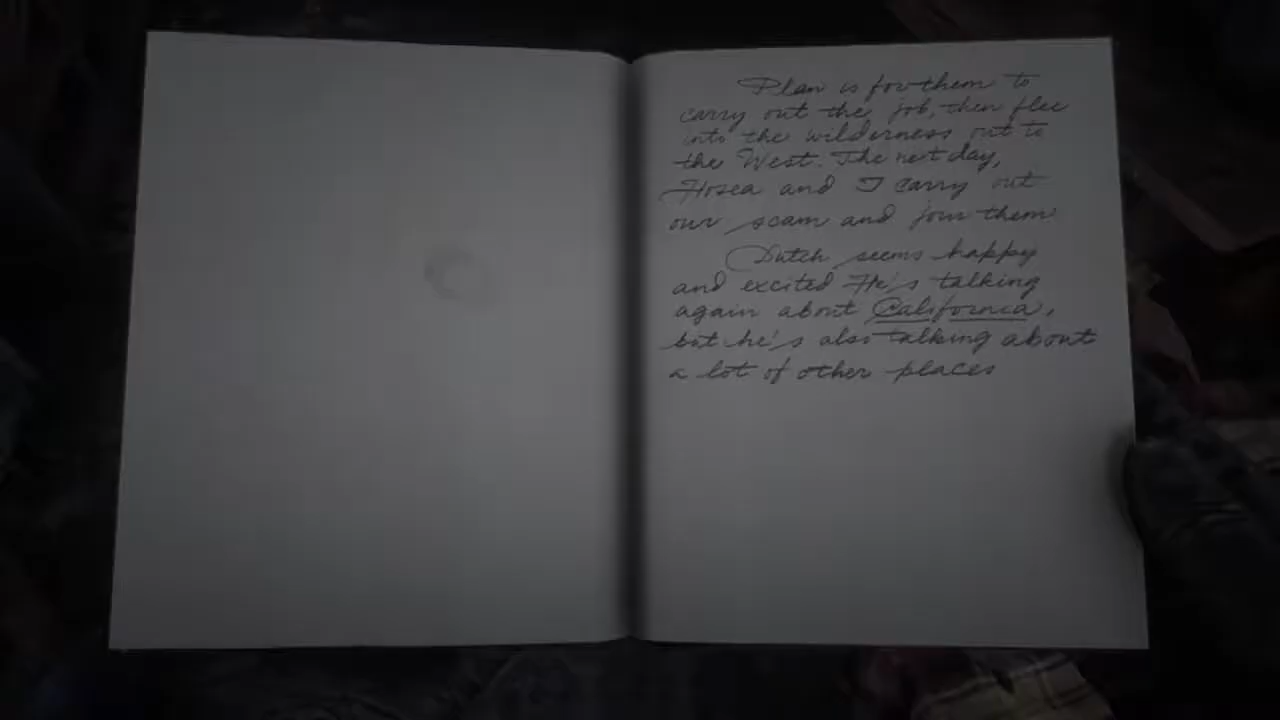 Plan is for them to
carry out the job, then flee
into the wilderness out to
the West. The next day,
Hosea and I carry out
our scam and join them
Dutch seems happy
and excited He's talking
again about California,
but he's also talking about
a lot of other places